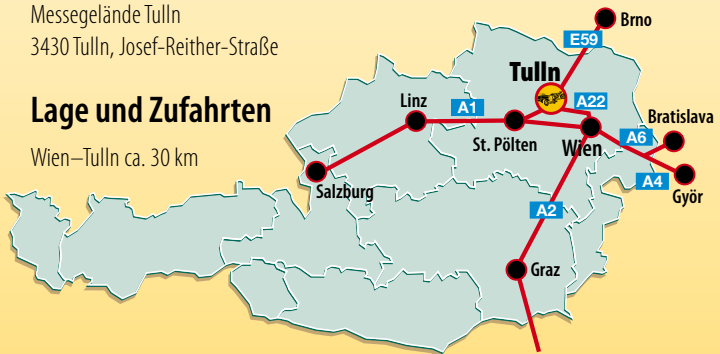 Messegelände Tulln
3430 Tulln, Josef-Reither-Straße
Lage und Zufahrten
Wien–Tulln ca. 30 km
Brno
E59
Tulln
A22
Linz
A1
St. Pölten
Wien
Bratislava
A6
A4
Györ
Salzburg
A2
Graz